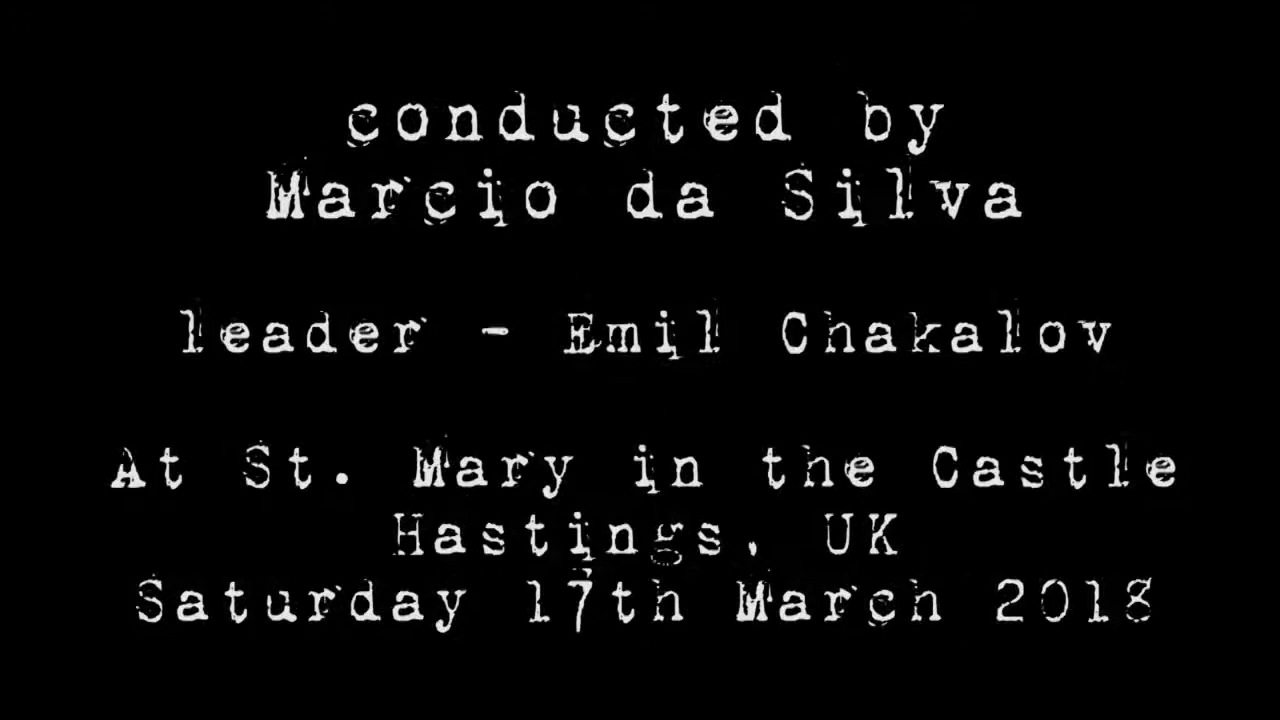 conducted by
Marcio da Silva
leader - Emil Chakalov
At St. Mary in the Castle
Hastings, UK
Saturday 17th March 2018